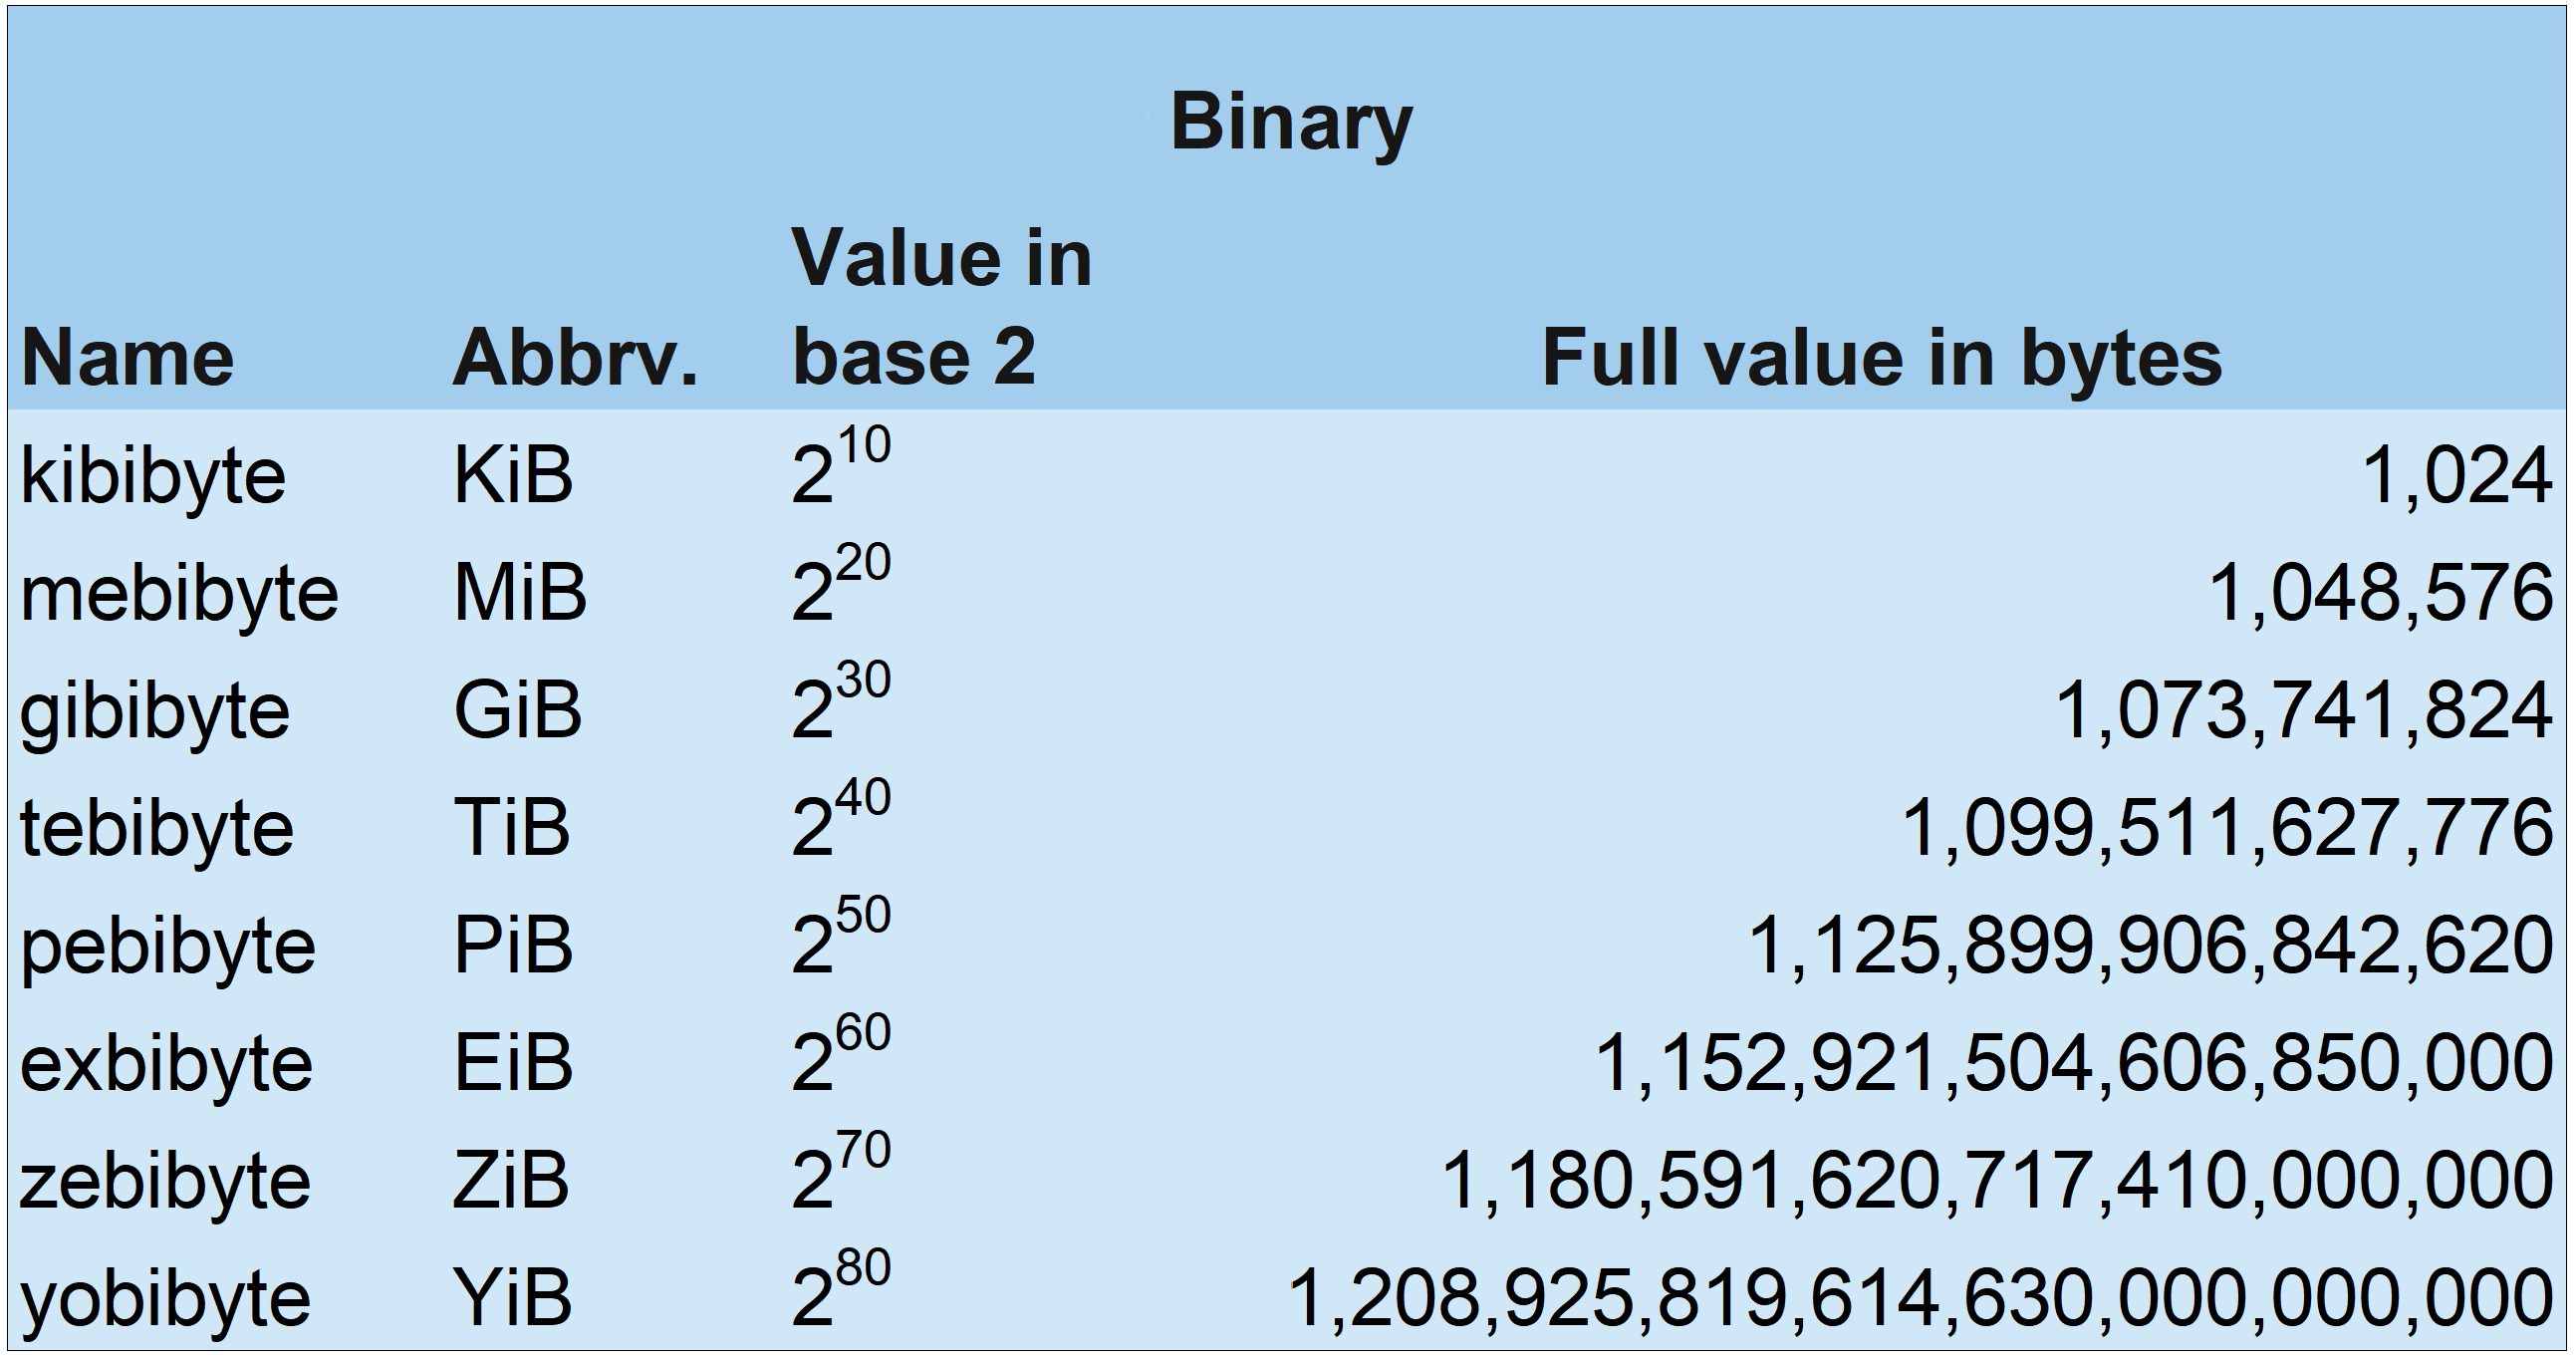 Binary
Value in
Name Abbrv. base 2 Full value in bytes
kibibyte KiB 2^10 1,024
mebibyte MiB 2^20 1,048,576
gibibyte GiB 2^30 1,073,741,824
tebibyte TiB 2^40 1,099,511,627,776
pebibyte PiB 2^50 1,125,899,906,842,620
exbibyte EiB 2^60 1,152,921,504,606,850,000
zebibyte ZiB 2^70 1,180,591,620,717,410,000,000
yobibyte YiB 2^80 1,208,925,819,614,630,000,000,000